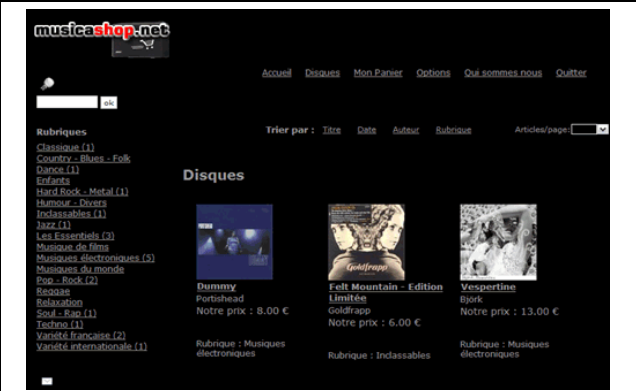 musicashop.net
Accueil Disques Mon Panier Options Qui sommes nous Quitter
ok
Trier par : Titre Date Auteur Rubrique Articles/page:
Rubriques
Classique (1)
Country - Blues - Folk
Dance (1)
Enfants
Hard Rock - Metal (1)
Humour - Divers
Inclassables (1)
Jazz (1)
Les Essentiels (3)
Musique de films
Musiques électroniques (5)
Musiques du monde
Pop - Rock (2)
Reggae
Relaxation
Soul - Rap (1)
Techno (1)
Variété française (2)
Variété internationale (1)
Disques
Dummy
Portishead
Notre prix : 8.00 €
Rubrique : Musiques
électroniques
Goldfrapp
Felt Mountain - Edition
Limitée
Goldfrapp
Notre prix : 6.00 €
Rubrique : Inclassables
Vespertine
Björk
Notre prix : 13.00 €
Rubrique : Musiques
électroniques